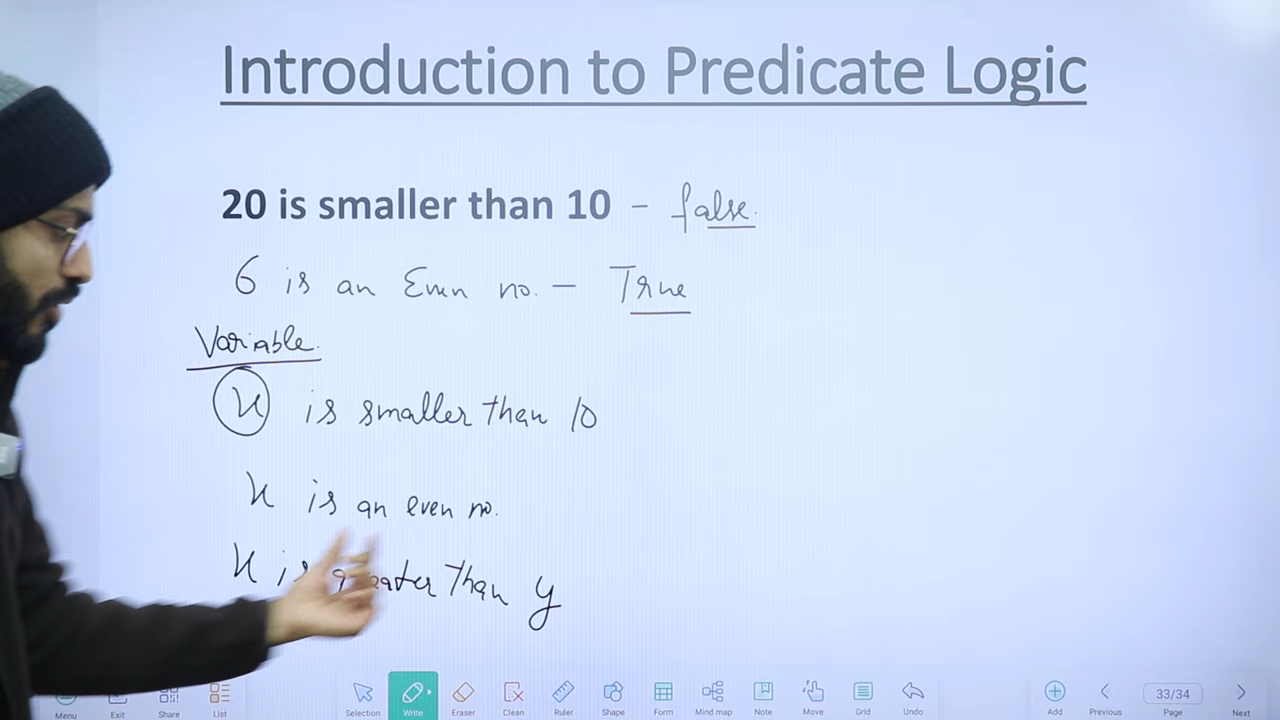 Introduction to Predicate Logic
20 is smaller than 10 - false.
6 is an Even no. - True
Variable.
x is smaller than 10
x is an even no.
x is greater than y
Menu Exit Share List Selection Write Eraser Clean Ruler Shape Form Mind map Note Move Grid Undo Add Previous 33/34 Page Next